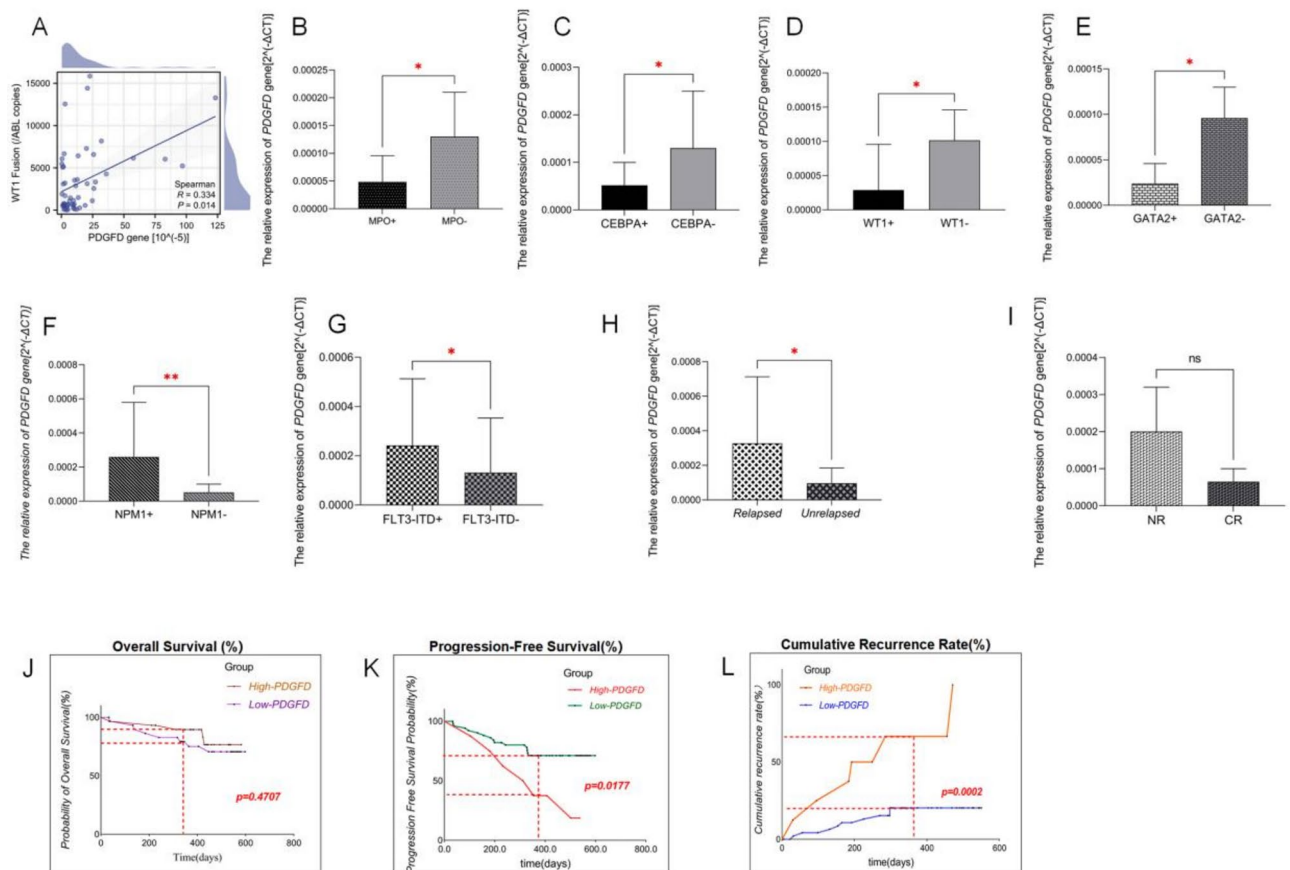 A
WT1 Fusion (/ABL copies)
15000
10000
5000
0
Spearman
R = 0.334
P = 0.014
0 25 50 75 100 125
PDGFD gene [10^(-5)]
B
The relative expression of PDGFD gene[2^(-ΔCT)]
0.00025
0.00020
0.00015
0.00010
0.00005
0.00000
*
MPO+ MPO-
C
The relative expression of PDGFD gene[2^(-ΔCT)]
0.0003
0.0002
0.0001
0.0000
*
CEBPA+ CEBPA-
D
The relative expression of PDGFD gene[2^(-ΔCT)]
0.00020
0.00015
0.00010
0.00005
0.00000
*
WT1+ WT1-
E
The relative expression of PDGFD gene[2^(-ΔCT)]
0.00015
0.00010
0.00005
0.00000
*
GATA2+ GATA2-
F
The relative expression of PDGFD gene[2^(-ΔCT)]
0.0008
0.0006
0.0004
0.0002
0.0000
**
NPM1+ NPM1-
G
The relative expression of PDGFD gene[2^(-ΔCT)]
0.0006
0.0004
0.0002
0.0000
*
FLT3-ITD+ FLT3-ITD-
H
The relative expression of PDGFD gene[2^(-ΔCT)]
0.0008
0.0006
0.0004
0.0002
0.0000
*
Relapsed Unrelapsed
I
The relative expression of PDGFD gene[2^(-ΔCT)]
0.0004
0.0003
0.0002
0.0001
0.0000
ns
NR CR
J
Overall Survival (%)
Group
High-PDGFD
Low-PDGFD
Probability of Overall Survival(%)
100
50
0
p=0.4707
0 200 400 600 800
Time(days)
K
Progression-Free Survival(%)
Group
High-PDGFD
Low-PDGFD
Progression Free Survival Probability(%)
100
50
0
p=0.0177
0.0 200.0 400.0 600.0 800.0
time(days)
L
Cumulative Recurrence Rate(%)
Group
High-PDGFD
Low-PDGFD
Cumulative recurrence rate(%)
100
50
0
p=0.0002
0 200 400 600
time(days)